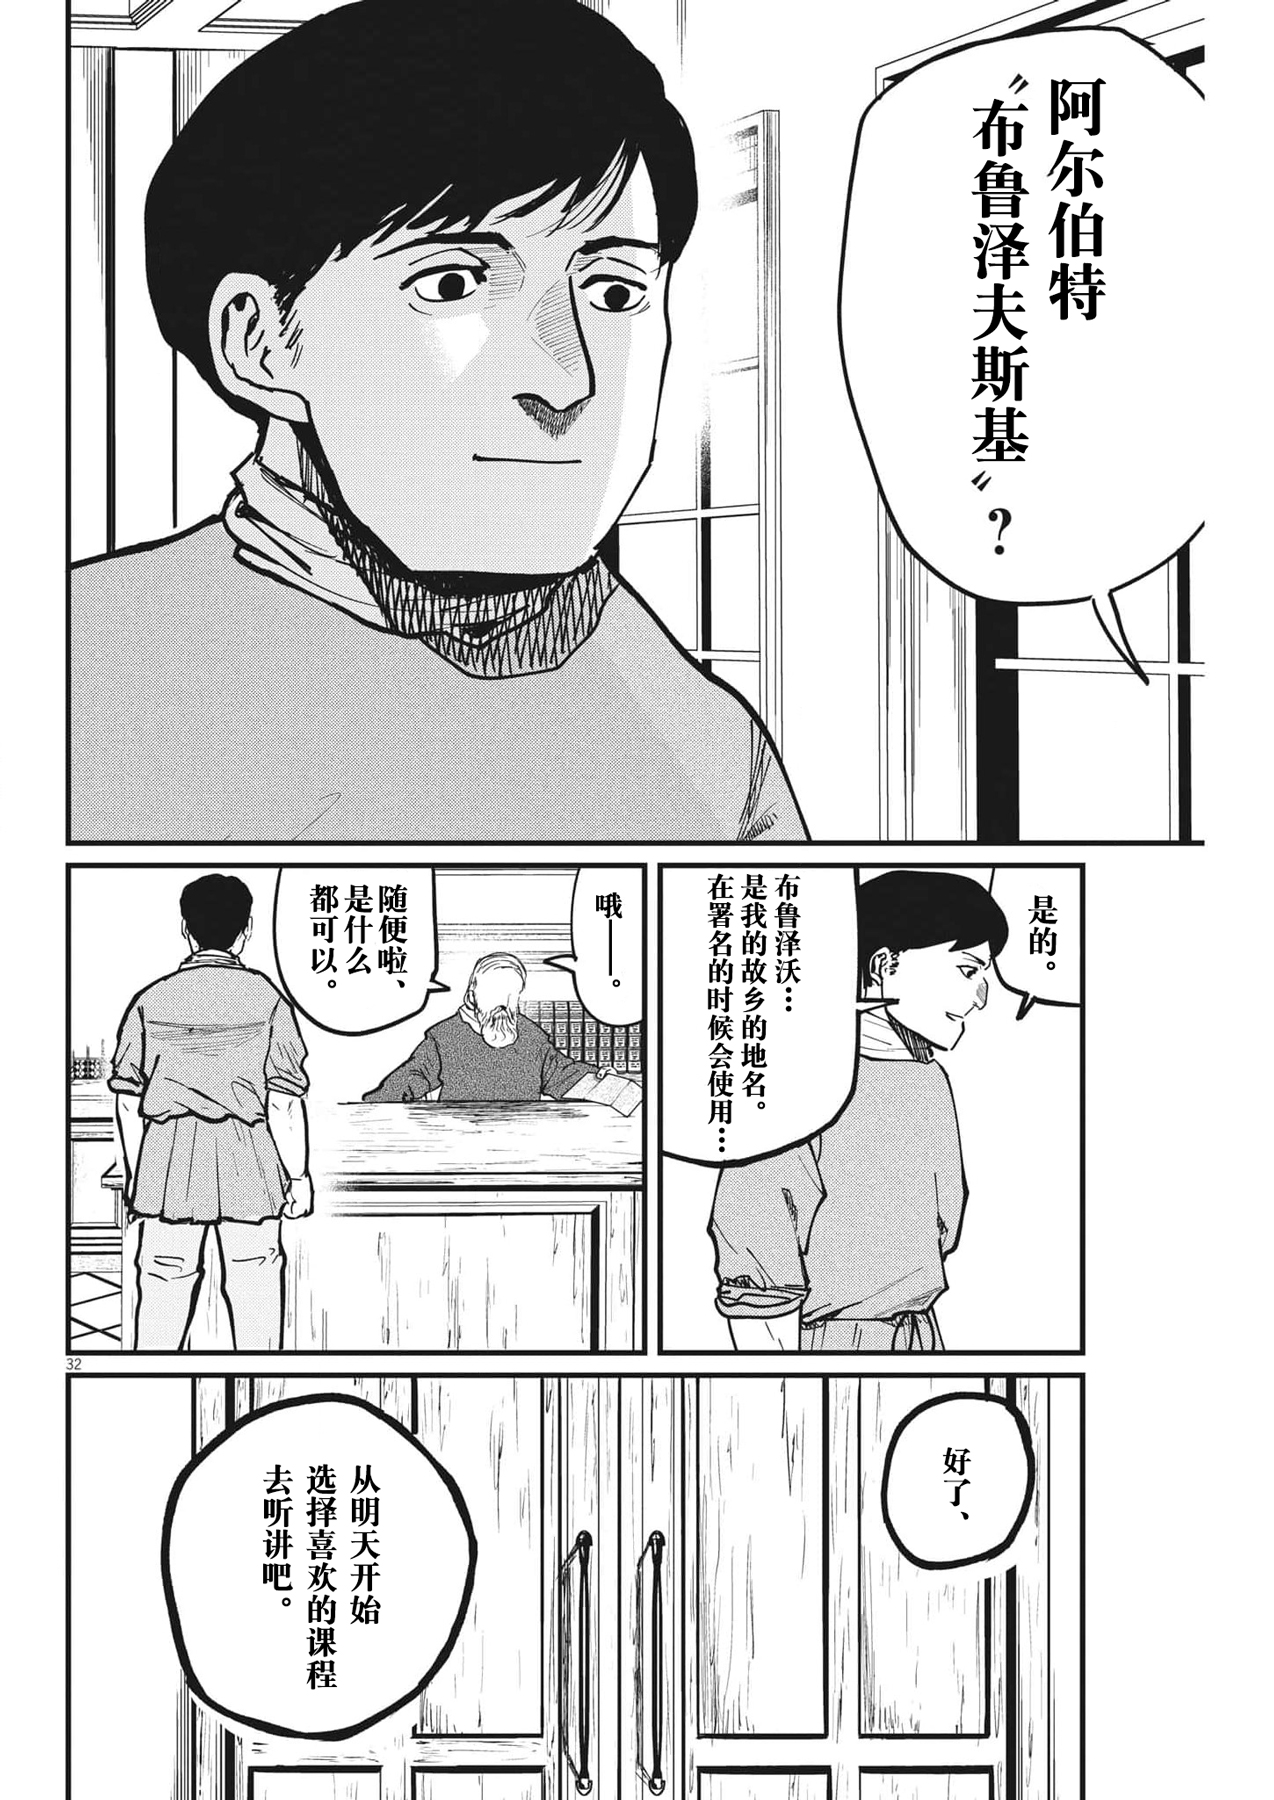 阿尔伯特
〝布鲁泽夫斯基〞？
是的。
布鲁泽沃…
是我的故乡的地名。
在署名的时候会使用…
哦——。
随便啦、
是什么
都可以。
32
好了、
从明天开始
选择喜欢的课程
去听讲吧。